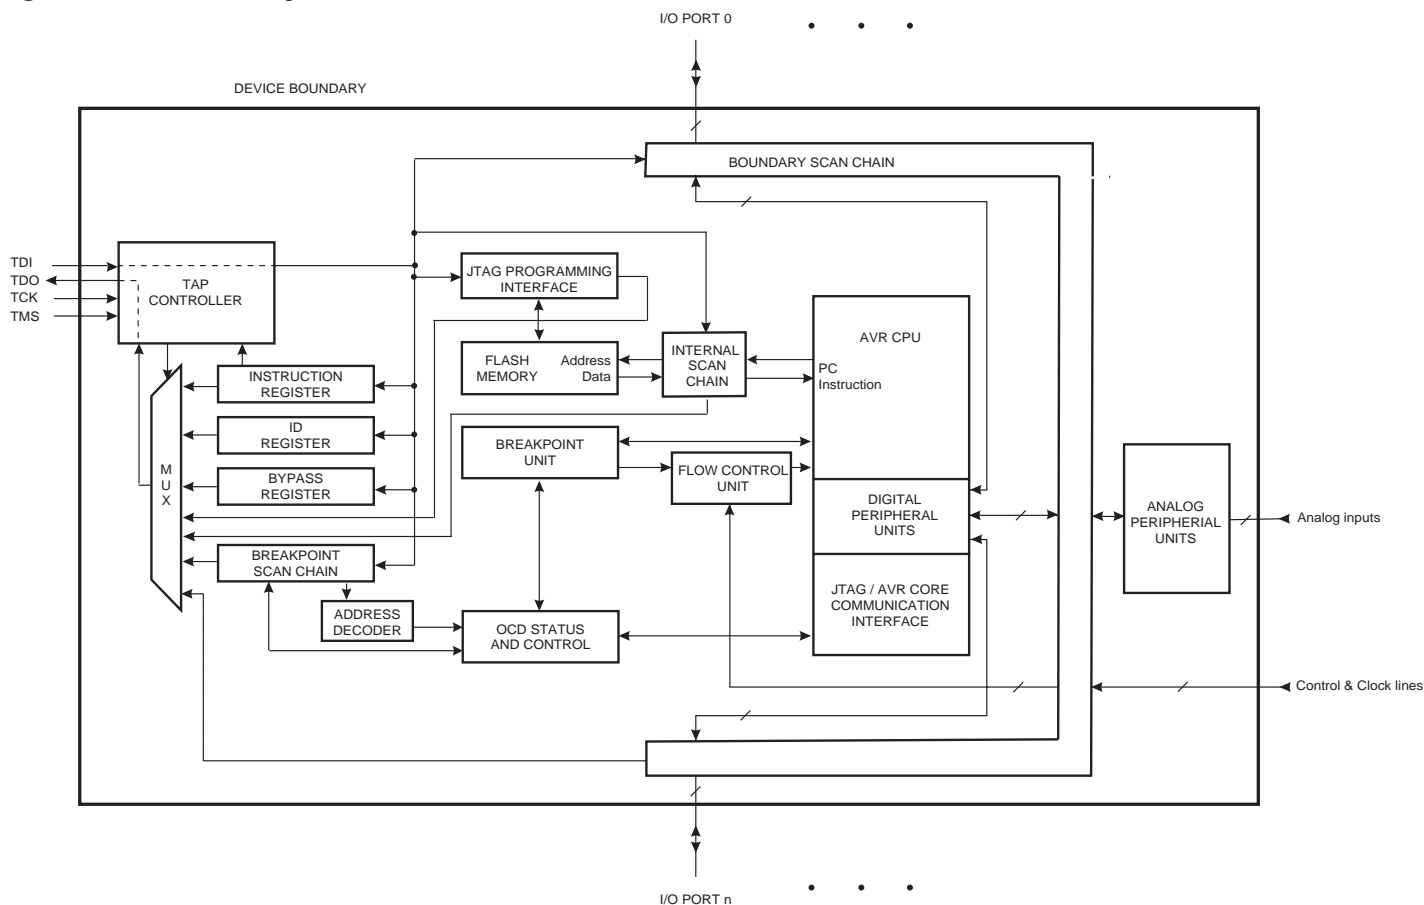 I/O PORT 0
DEVICE BOUNDARY
BOUNDARY SCAN CHAIN
TDI
TDO
TCK
TMS
TAP
CONTROLLER
JTAG PROGRAMMING
INTERFACE
AVR CPU
FLASH
MEMORY
Address
Data
INTERNAL
SCAN
CHAIN
PC
Instruction
INSTRUCTION
REGISTER
ID
REGISTER
BREAKPOINT
UNIT
FLOW CONTROL
UNIT
M
U
X
BYPASS
REGISTER
DIGITAL
PERIPHERAL
UNITS
ANALOG
PERIPHERIAL
UNITS
Analog inputs
BREAKPOINT
SCAN CHAIN
ADDRESS
DECODER
OCD STATUS
AND CONTROL
JTAG / AVR CORE
COMMUNICATION
INTERFACE
Control & Clock lines
I/O PORT n